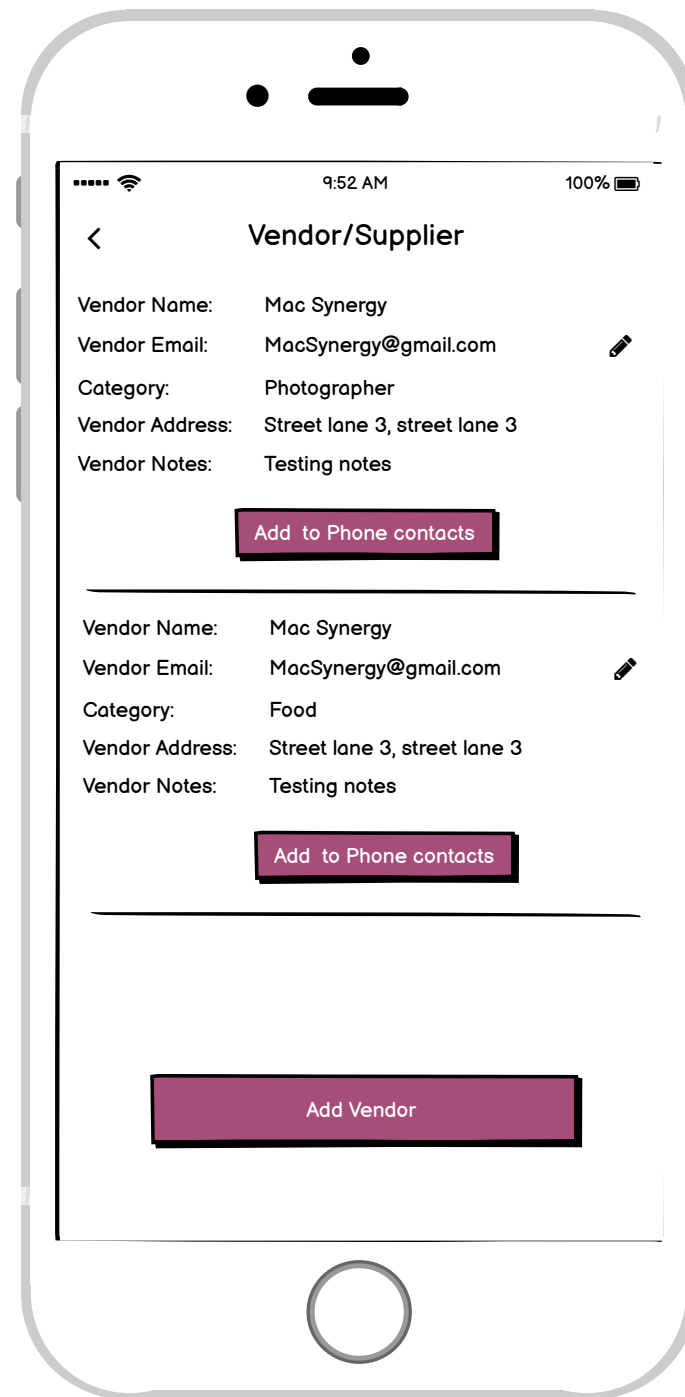 9:52 AM 100%
Vendor/Supplier
Vendor Name: Mac Synergy
Vendor Email: MacSynergy@gmail.com
Category: Photographer
Vendor Address: Street lane 3, street lane 3
Vendor Notes: Testing notes
Add to Phone contacts
Vendor Name: Mac Synergy
Vendor Email: MacSynergy@gmail.com
Category: Food
Vendor Address: Street lane 3, street lane 3
Vendor Notes: Testing notes
Add to Phone contacts
Add Vendor